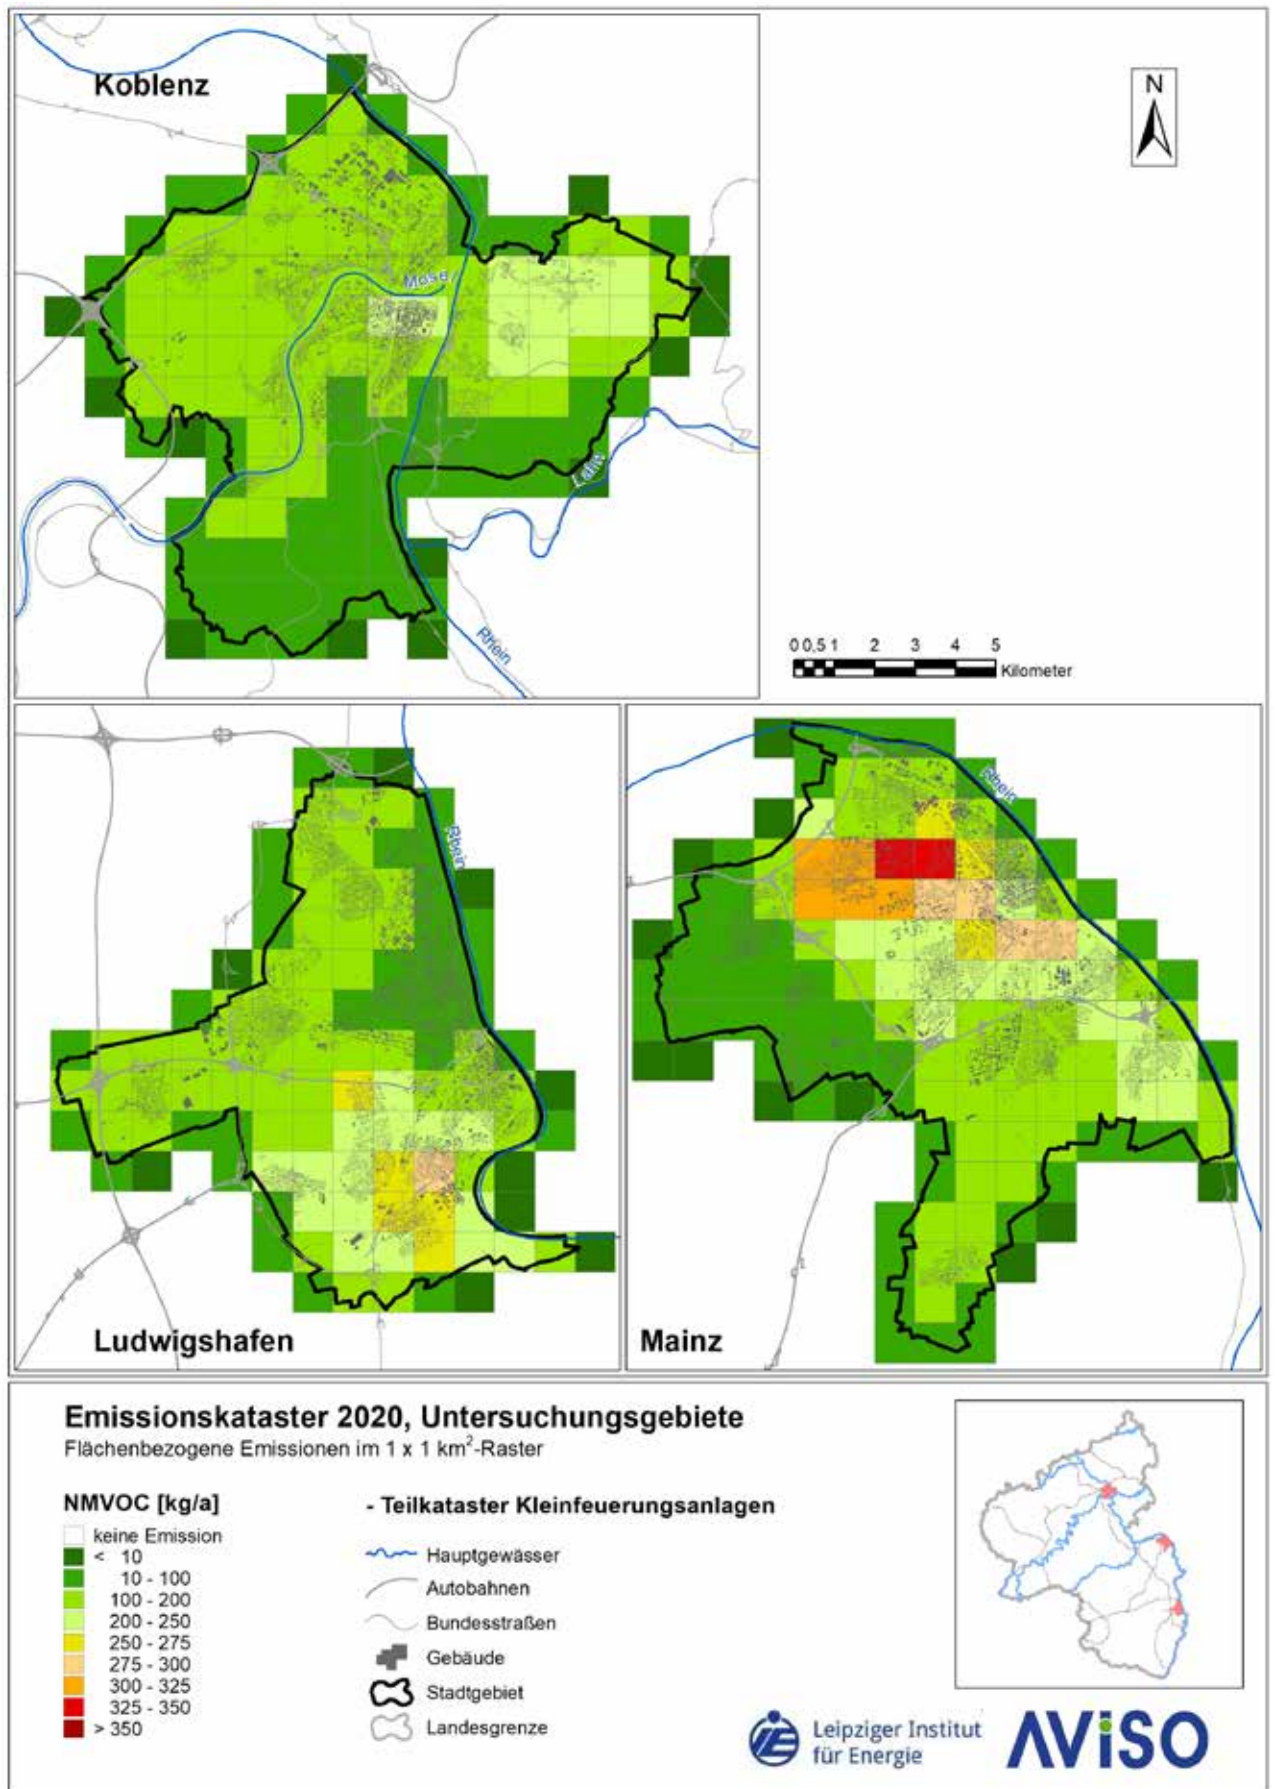 Koblenz
N
Mosel
Lahn
Rhein
0 0,5 1 2 3 4 5
Kilometer
Rhein
Ludwigshafen
Rhein
Mainz
Emissionskataster 2020, Untersuchungsgebiete
Flächenbezogene Emissionen im 1 x 1 km²-Raster
NMVOC [kg/a]
keine Emission
< 10
10 - 100
100 - 200
200 - 250
250 - 275
275 - 300
300 - 325
325 - 350
> 350
- Teilkataster Kleinfeuerungsanlagen
Hauptgewässer
Autobahnen
Bundesstraßen
Gebäude
Stadtgebiet
Landesgrenze
Leipziger Institut
für Energie
AViSO